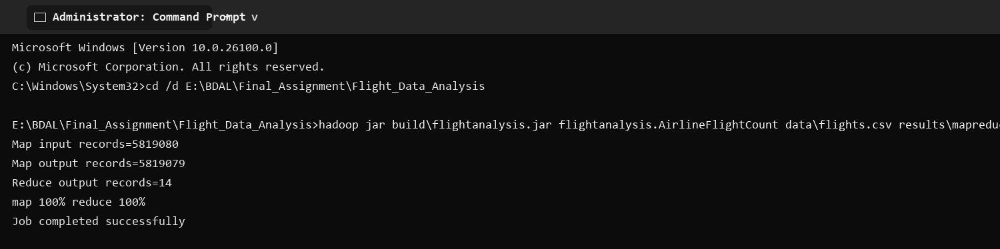 Administrator: Command Prompt v
Microsoft Windows [Version 10.0.26100.0]
(c) Microsoft Corporation. All rights reserved.
C:\Windows\System32>cd /d E:\BDAL\Final_Assignment\Flight_Data_Analysis
E:\BDAL\Final_Assignment\Flight_Data_Analysis>hadoop jar build\flightanalysis.jar flightanalysis.AirlineFlightCount data\flights.csv results\mapredu
Map input records=5819080
Map output records=5819079
Reduce output records=14
map 100% reduce 100%
Job completed successfully